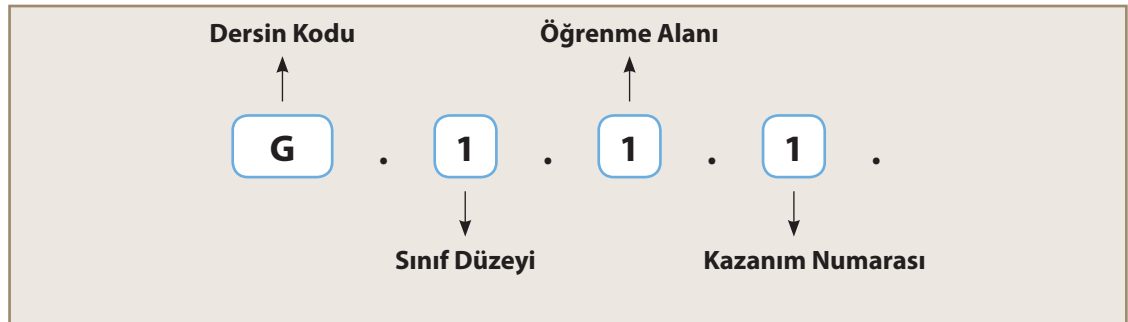 Dersin Kodu Öğrenme Alanı
G . 1 . 1 . 1 .
Sınıf Düzeyi Kazanım Numarası